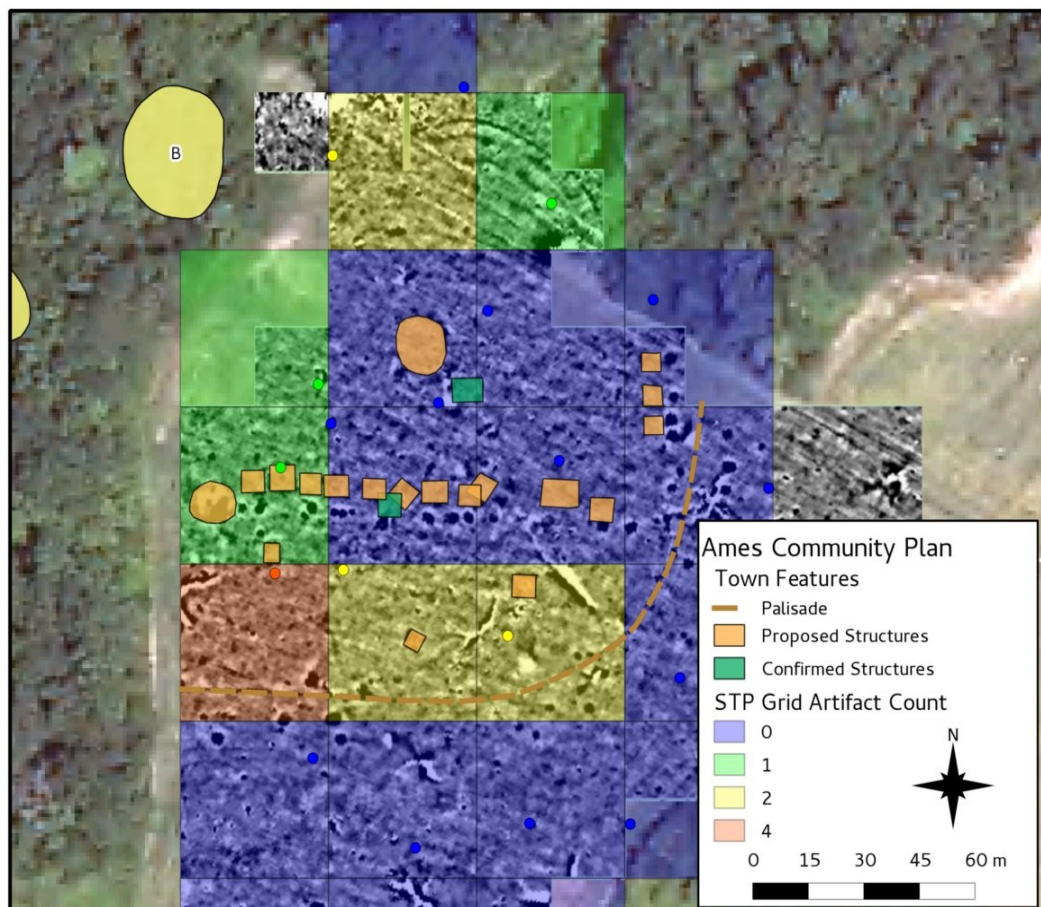 B
Ames Community Plan
Town Features
Palisade
Proposed Structures
Confirmed Structures
STP Grid Artifact Count
0
1
2
4
N
0 15 30 45 60 m